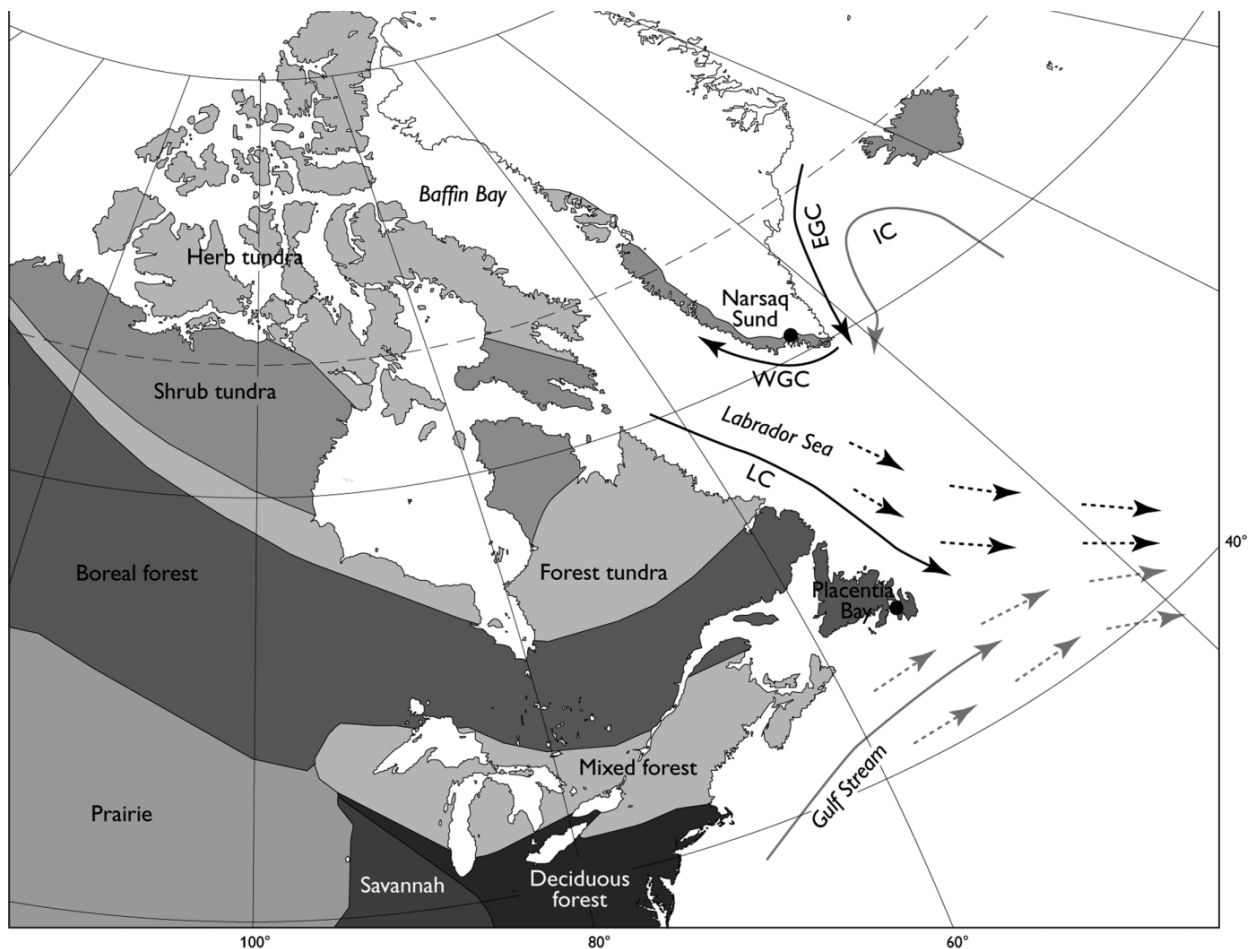 Baffin Bay
EGC
IC
Herb tundra
Narsaq
Sund
WGC
Shrub tundra
Labrador Sea
LC
40°
Boreal forest
Forest tundra
Placentia
Bay
Mixed forest
Gulf Stream
Prairie
Savannah
Deciduous
forest
100°
80°
60°